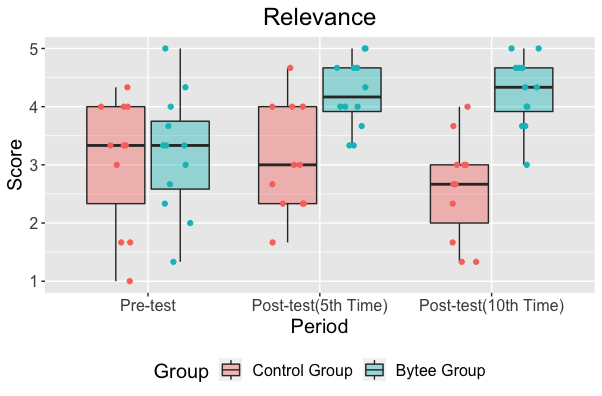 Relevance
Score
5
4
3
2
1
Pre-test Post-test(5th Time) Post-test(10th Time)
Period
Group Control Group Bytee Group